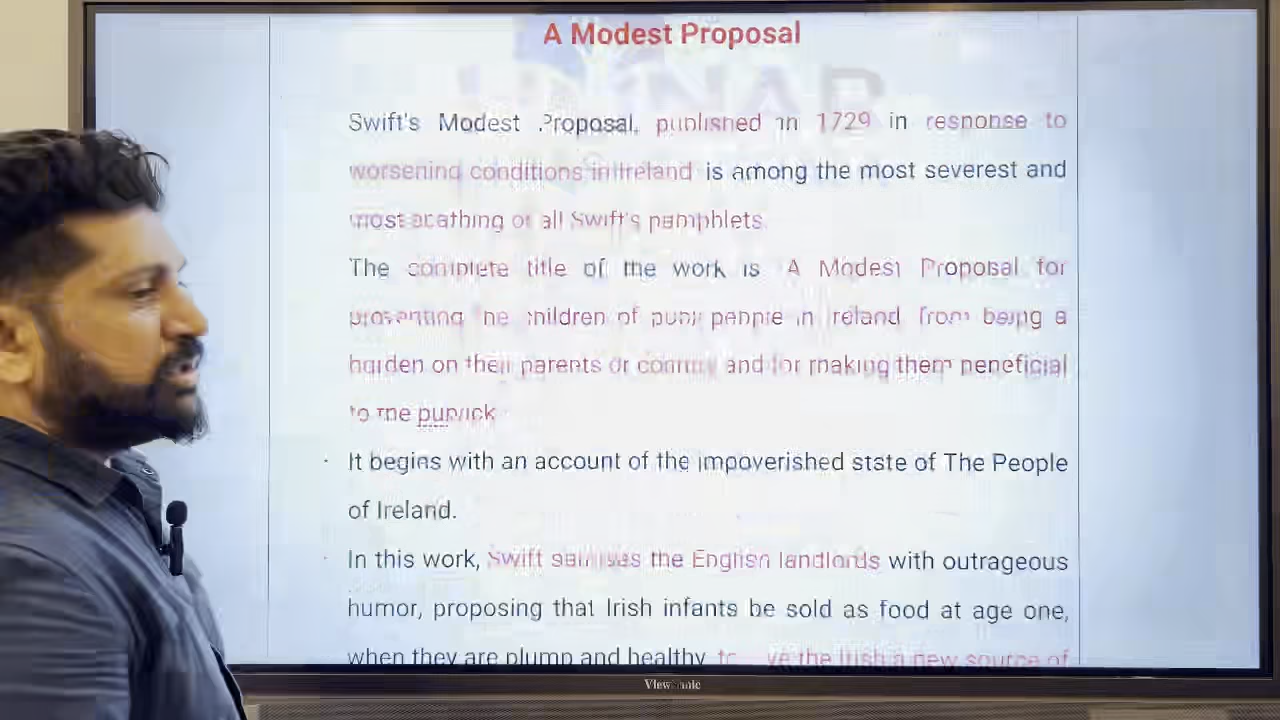 A Modest Proposal
Swift's Modest Proposal, published in 1729 in response to
worsening conditions in Ireland is among the most severest and
most scathing of all Swift's pamphlets.
The complete title of the work is A Modest Proposal for
preventing the children of poor people in Ireland from being a
burden on their parents or country and for making them beneficial
to the publick
· It begins with an account of the impoverished state of The People
of Ireland.
· In this work, Swift satirises the English landlords with outrageous
humor, proposing that Irish infants be sold as food at age one,
when they are plump and healthy the Irish a new source of
ViewSonic